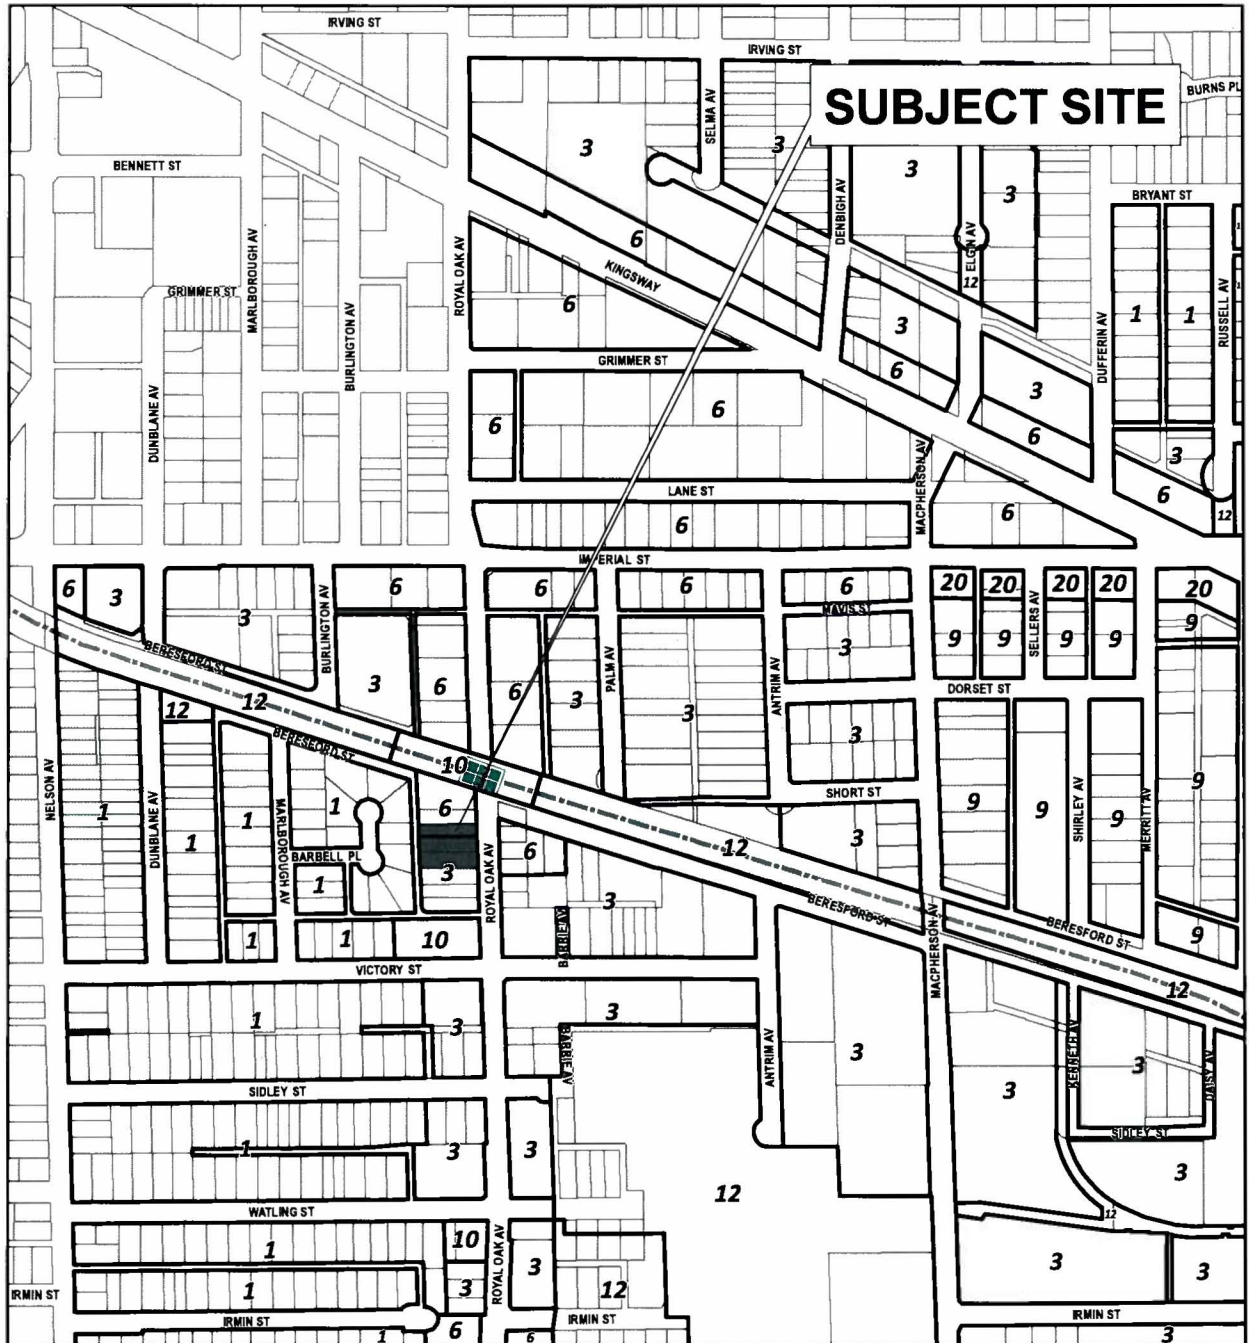 IRVING ST
IRVING ST
BURNS PL
SUBJECT SITE
SELMA AV
3
3
3
3
BENNETT ST
BRYANT ST
MARLBOROUGH AV
ROYAL OAK AV
DENBIGH AV
ELGIN AV
12
6
KINGSWAY
GRIMMER ST
6
1
1
RUSSELL AV
1
1
BURLINGTON AV
3
DUFFERIN AV
GRIMMER ST
6
3
DUNBLANE AV
6
6
6
3
MACPHERSON AV
6
12
LANE ST
6
6
IMPERIAL ST
6
3
3
BURLINGTON AV
6
6
6
6
20
20
20
20
20
MAVIS ST
9
9
SELLERS AV
9
9
9
BERESFORD ST
3
6
6
3
PALM AV
3
ANTRIM AV
3
DORSET ST
12
12
BERESFORD ST
3
10
SHORT ST
9
9
SHIRLEY AV
9
MERRITT AV
9
NELSON AV
1
DUNBLANE AV
1
1
MARLBOROUGH AV
1
6
BARBELL PL
1
3
ROYAL OAK AV
6
12
3
3
BERESFORD ST
MACPHERSON AV
BERESFORD ST
9
1
1
10
BARRIE AV
VICTORY ST
12
1
3
3
BARRIE AV
ANTRIM AV
3
3
KENNETH AV
3
DAISY AV
SIDLEY ST
SIDLEY ST
1
3
3
12
3
12
WATLING ST
1
10
ROYAL OAK AV
3
12
3
3
IRMIN ST
1
3
IRMIN ST
1
6
6
IRMIN ST
IRMIN ST
3